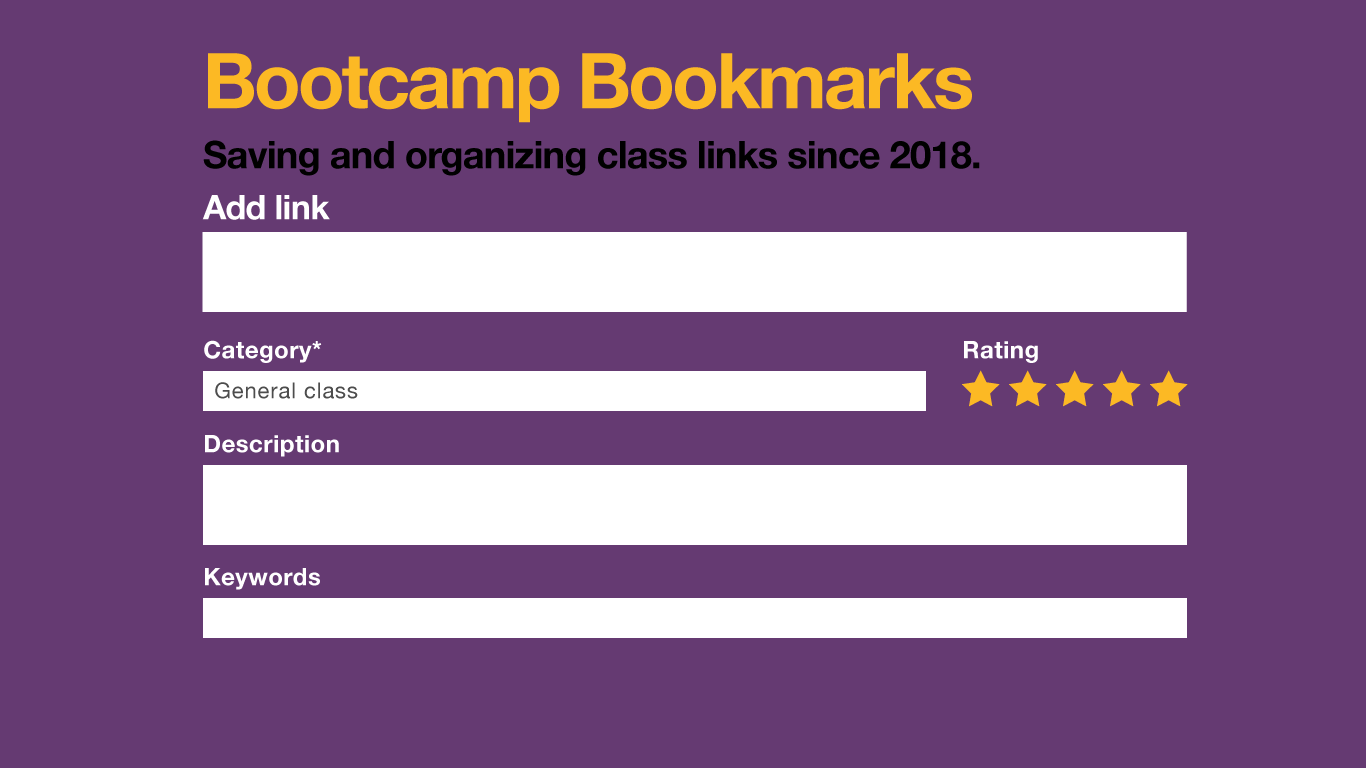 Bootcamp Bookmarks
Saving and organizing class links since 2018.
Add link
Category*
Rating
General class
Description
Keywords